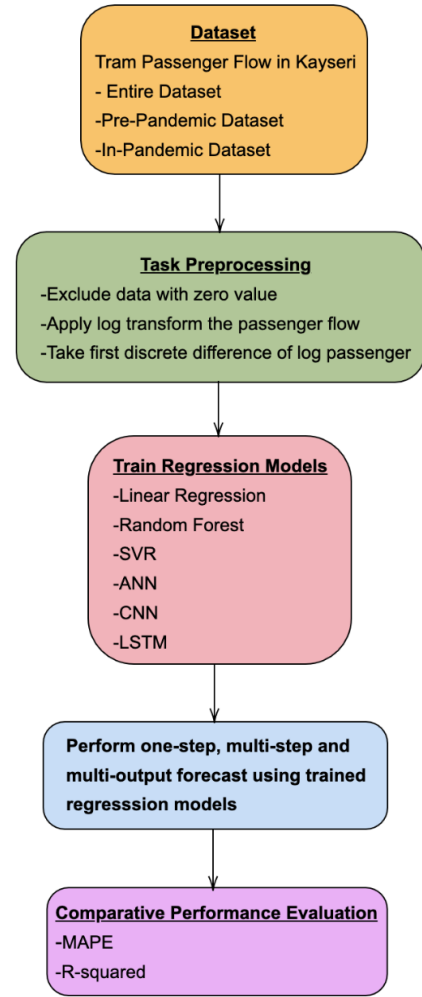 Dataset
Tram Passenger Flow in Kayseri
- Entire Dataset
-Pre-Pandemic Dataset
-In-Pandemic Dataset
Task Preprocessing
-Exclude data with zero value
-Apply log transform the passenger flow
-Take first discrete difference of log passenger
Train Regression Models
-Linear Regression
-Random Forest
-SVR
-ANN
-CNN
-LSTM
Perform one-step, multi-step and
multi-output forecast using trained
regresssion models
Comparative Performance Evaluation
-MAPE
-R-squared